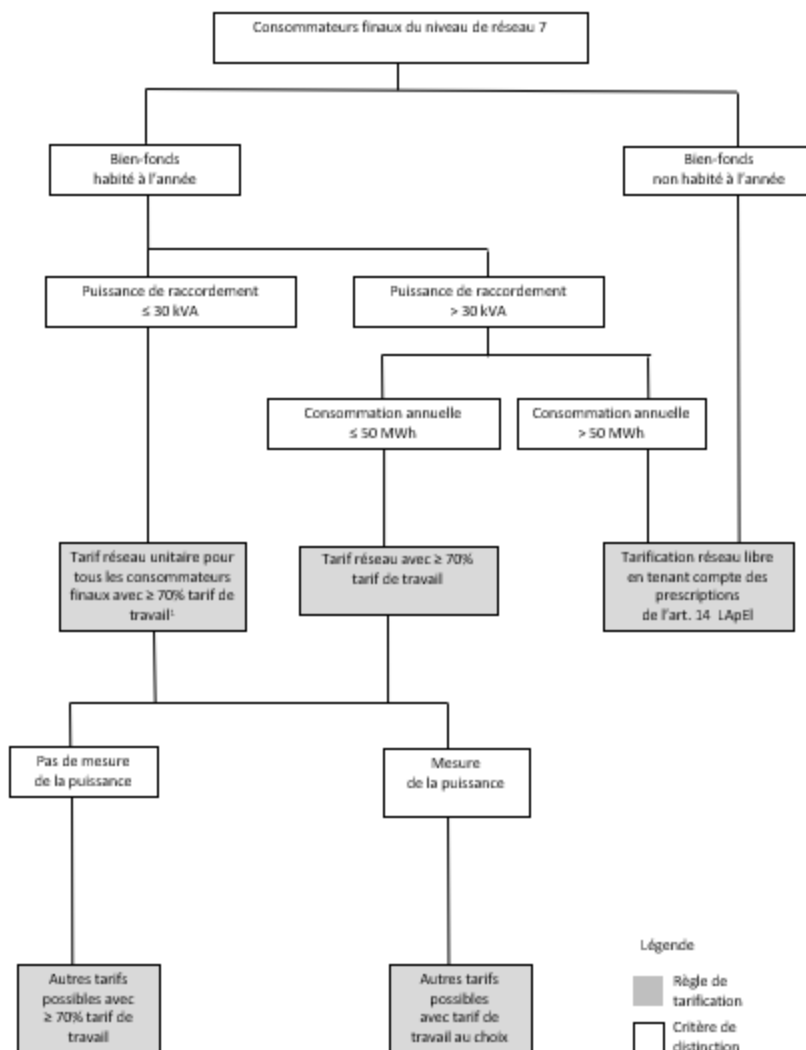 Consommateurs finaux du niveau de réseau 7
Bien-fonds
habité à l'année
Bien-fonds
non habité à l'année
Puissance de raccordement
≤ 30 kVA
Puissance de raccordement
> 30 kVA
Consommation annuelle
≤ 50 MWh
Consommation annuelle
> 50 MWh
Tarif réseau unitaire pour
tous les consommateurs
finaux avec ≥ 70% tarif de
travail¹
Tarif réseau avec ≥ 70%
tarif de travail
Tarification réseau libre
en tenant compte des
prescriptions
de l'art. 14 LApEl
Pas de mesure
de la puissance
Mesure
de la puissance
Autres tarifs
possibles avec
≥ 70% tarif de
travail
Autres tarifs
possibles
avec tarif de
travail au choix
Légende
Règle de
tarification
Critère de
distinction